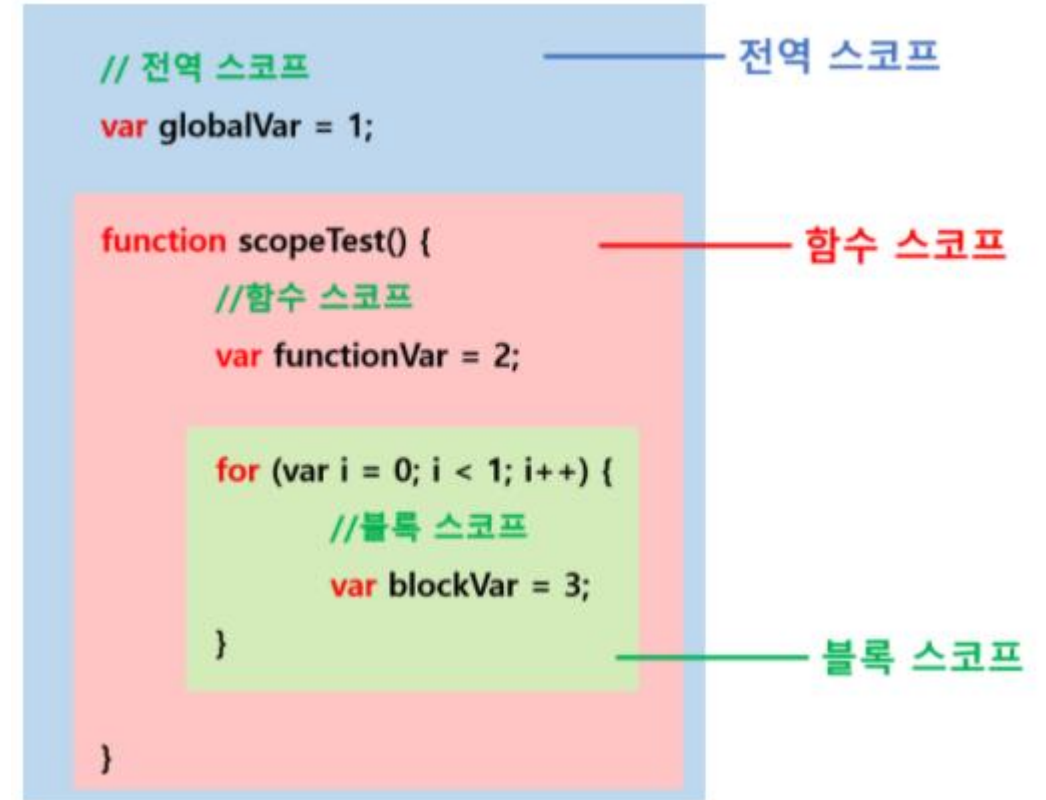 // 전역 스코프
전역 스코프
var globalVar = 1;
function scopeTest() {
함수 스코프
//함수 스코프
var functionVar = 2;
for (var i = 0; i < 1; i++) {
//블록 스코프
var blockVar = 3;
}
블록 스코프
}